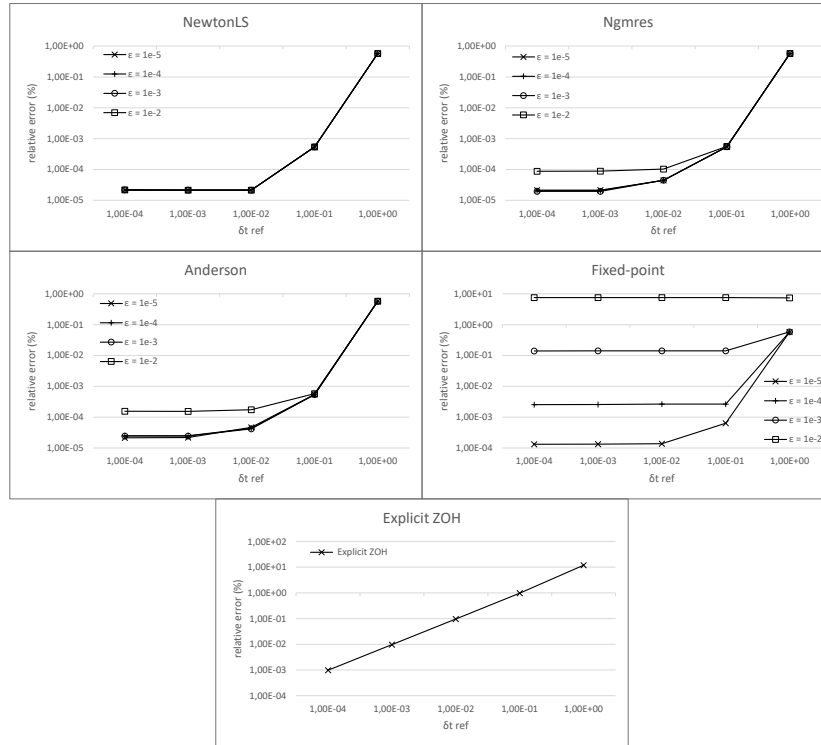 NewtonLS
1,00E+00
1,00E-01
1,00E-02
1,00E-03
1,00E-04
1,00E-05
relative error (%)
ε = 1e-5
ε = 1e-4
ε = 1e-3
ε = 1e-2
1,00E-04 1,00E-03 1,00E-02 1,00E-01 1,00E+00
δt ref
Ngmres
1,00E+00
1,00E-01
1,00E-02
1,00E-03
1,00E-04
1,00E-05
relative error (%)
ε = 1e-5
ε = 1e-4
ε = 1e-3
ε = 1e-2
1,00E-04 1,00E-03 1,00E-02 1,00E-01 1,00E+00
δt ref
Anderson
1,00E+00
1,00E-01
1,00E-02
1,00E-03
1,00E-04
1,00E-05
relative error (%)
ε = 1e-5
ε = 1e-4
ε = 1e-3
ε = 1e-2
1,00E-04 1,00E-03 1,00E-02 1,00E-01 1,00E+00
δt ref
Fixed-point
1,00E+01
1,00E+00
1,00E-01
1,00E-02
1,00E-03
1,00E-04
relative error (%)
ε = 1e-5
ε = 1e-4
ε = 1e-3
ε = 1e-2
1,00E-04 1,00E-03 1,00E-02 1,00E-01 1,00E+00
δt ref
Explicit ZOH
1,00E+02
1,00E+01
1,00E+00
1,00E-01
1,00E-02
1,00E-03
1,00E-04
relative error (%)
Explicit ZOH
1,00E-04 1,00E-03 1,00E-02 1,00E-01 1,00E+00
δt ref